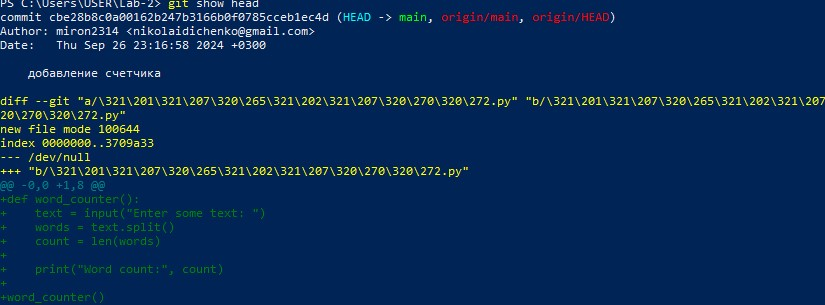 PS C:\Users\USER\Lab-2> git show head
commit cbe28b8c0a00162b247b3166b0f0785cceb1ec4d (HEAD -> main, origin/main, origin/HEAD)
Author: miron2314 <nikolaidichenko@gmail.com>
Date:   Thu Sep 26 23:16:58 2024 +0300
    добавление счетчика
diff --git "a/\321\201\321\207\320\265\321\202\321\207\320\270\320\272.py" "b/\321\201\321\207\320\265\321\202\321\207
20\270\320\272.py"
new file mode 100644
index 0000000..3709a33
--- /dev/null
+++ "b/\321\201\321\207\320\265\321\202\321\207\320\270\320\272.py"
@@ -0,0 +1,8 @@
+def word_counter():
+    text = input("Enter some text: ")
+    words = text.split()
+    count = len(words)
+
+    print("Word count:", count)
+
+word_counter()